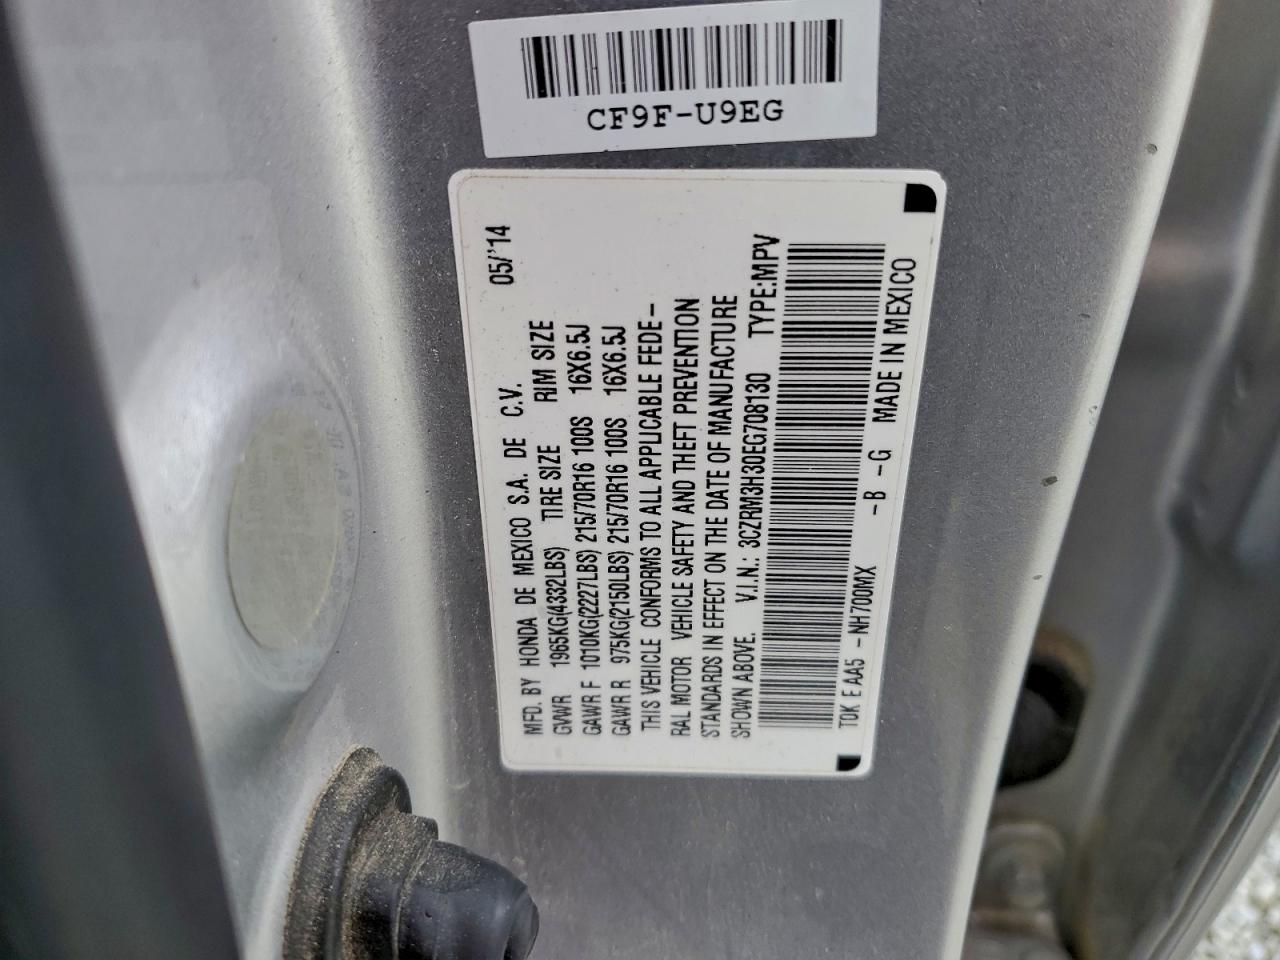 CF9F-U9EG
MFD. BY HONDA DE MEXICO S.A. DE C.V. 05/'14
GVWR 1965KG(4332LBS) TIRE SIZE RIM SIZE
GAWR F 1010KG(2227LBS) 215/70R16 100S 16X6.5J
GAWR R 975KG(2150LBS) 215/70R16 100S 16X6.5J
THIS VEHICLE CONFORMS TO ALL APPLICABLE FEDE-
RAL MOTOR VEHICLE SAFETY AND THEFT PREVENTION
STANDARDS IN EFFECT ON THE DATE OF MANUFACTURE
SHOWN ABOVE. V.I.N.: 3CZRM3H30EG708130 TYPE:MPV
T0K E AA5 -NH700MX -B -G MADE IN MEXICO